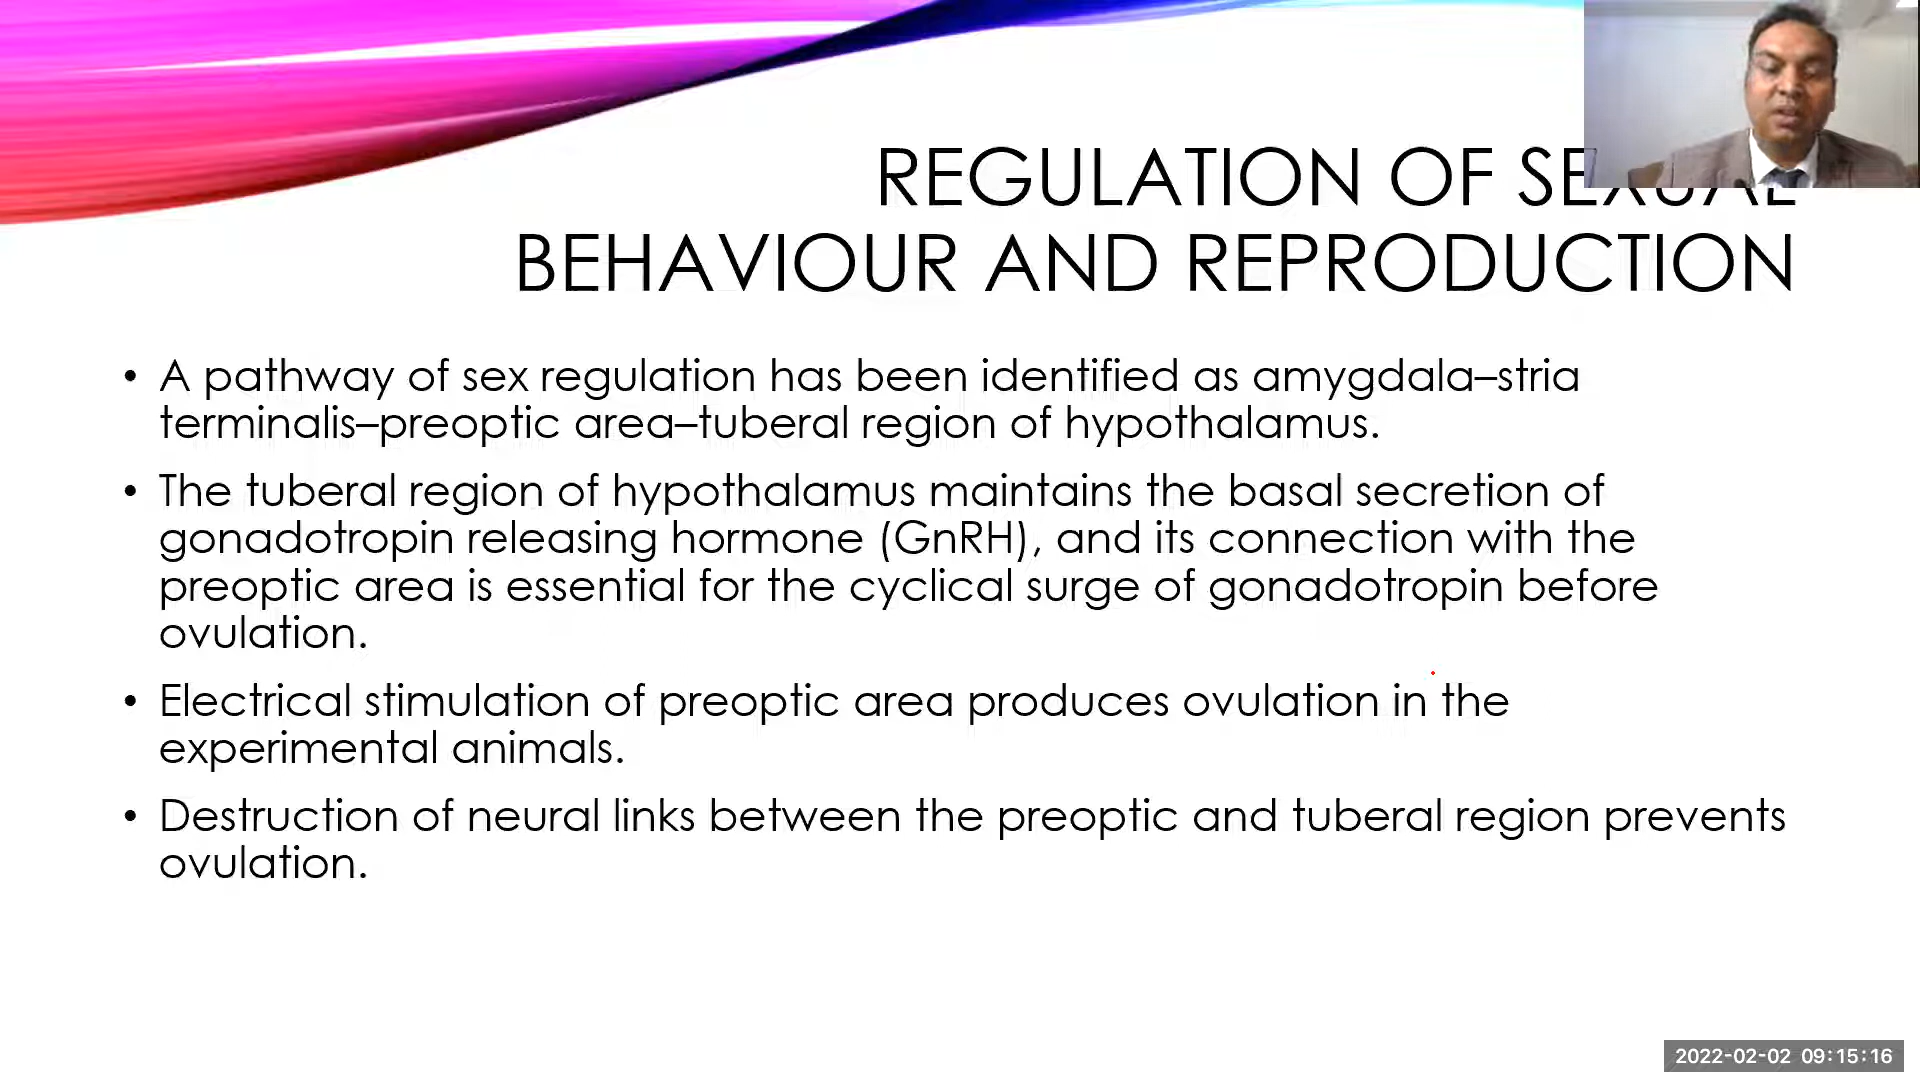 REGULATION OF SEXUAL
BEHAVIOUR AND REPRODUCTION
• A pathway of sex regulation has been identified as amygdala–stria
terminalis–preoptic area–tuberal region of hypothalamus.
• The tuberal region of hypothalamus maintains the basal secretion of
gonadotropin releasing hormone (GnRH), and its connection with the
preoptic area is essential for the cyclical surge of gonadotropin before
ovulation.
• Electrical stimulation of preoptic area produces ovulation in the
experimental animals.
• Destruction of neural links between the preoptic and tuberal region prevents
ovulation.
2022-02-02 09:15:16